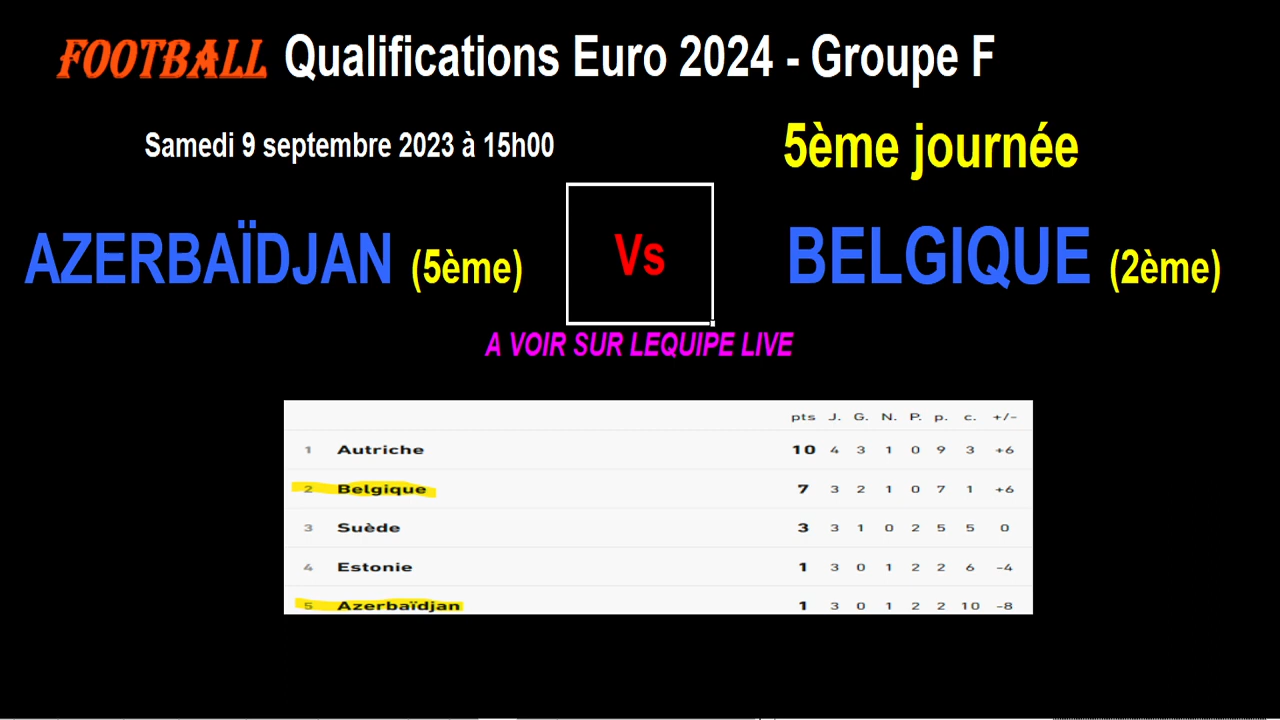 FOOTBALL Qualifications Euro 2024 - Groupe F
Samedi 9 septembre 2023 à 15h00
5ème journée
AZERBAÏDJAN (5ème)
Vs
BELGIQUE (2ème)
A VOIR SUR LEQUIPE LIVE
pts J. G. N. P. p. c. +/-
1 Autriche 10 4 3 1 0 9 3 +6
2 Belgique 7 3 2 1 0 7 1 +6
3 Suède 3 3 1 0 2 5 5 0
4 Estonie 1 3 0 1 2 2 6 -4
5 Azerbaïdjan 1 3 0 1 2 2 10 -8